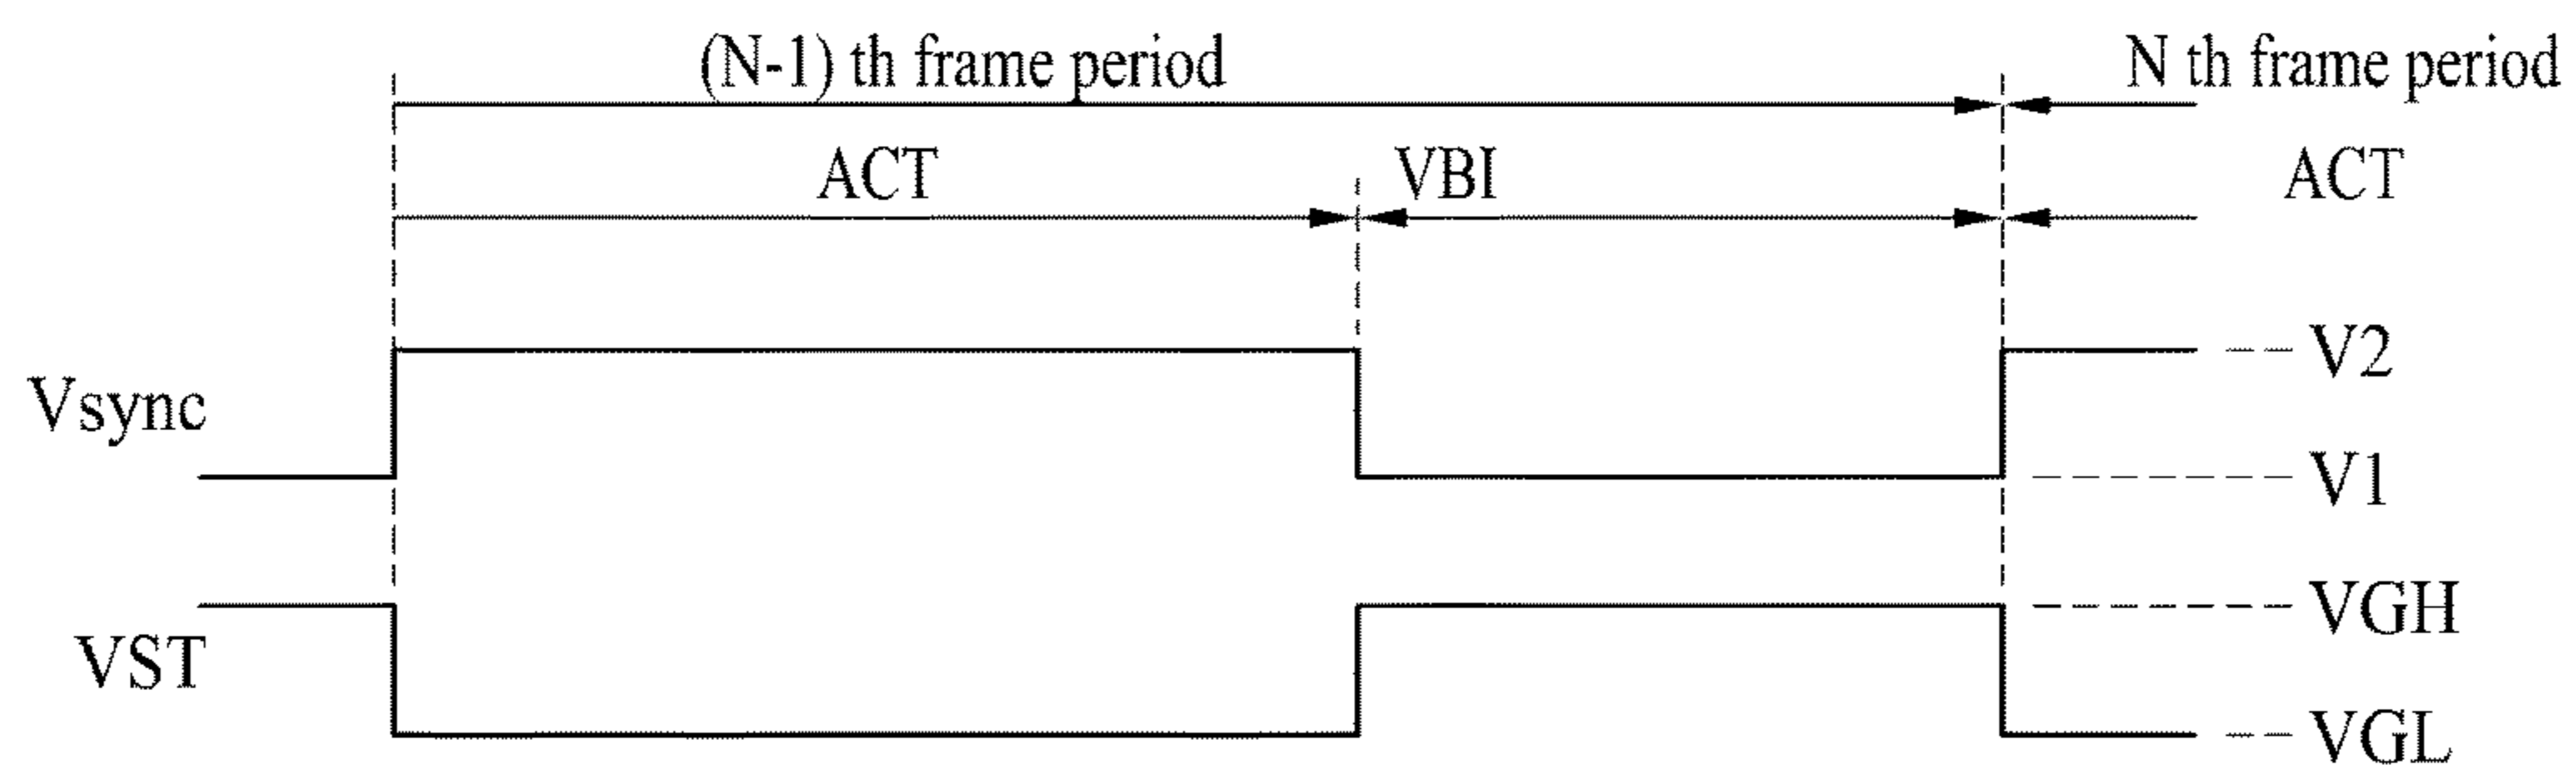 (N-1) th frame period
N th frame period
ACT
VBI
ACT
Vsync
V2
V1
VST
VGH
VGL